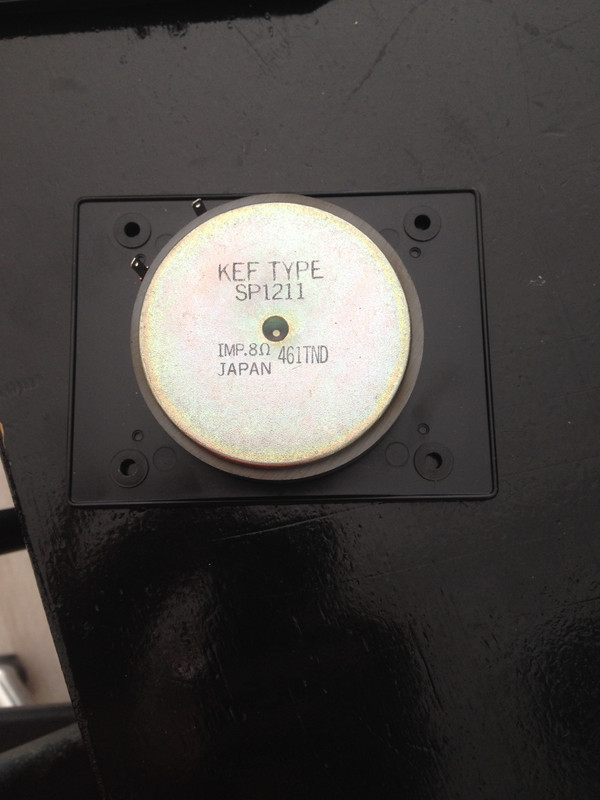 KEF TYPE
SP1211
IMP.8Ω 461TND
JAPAN